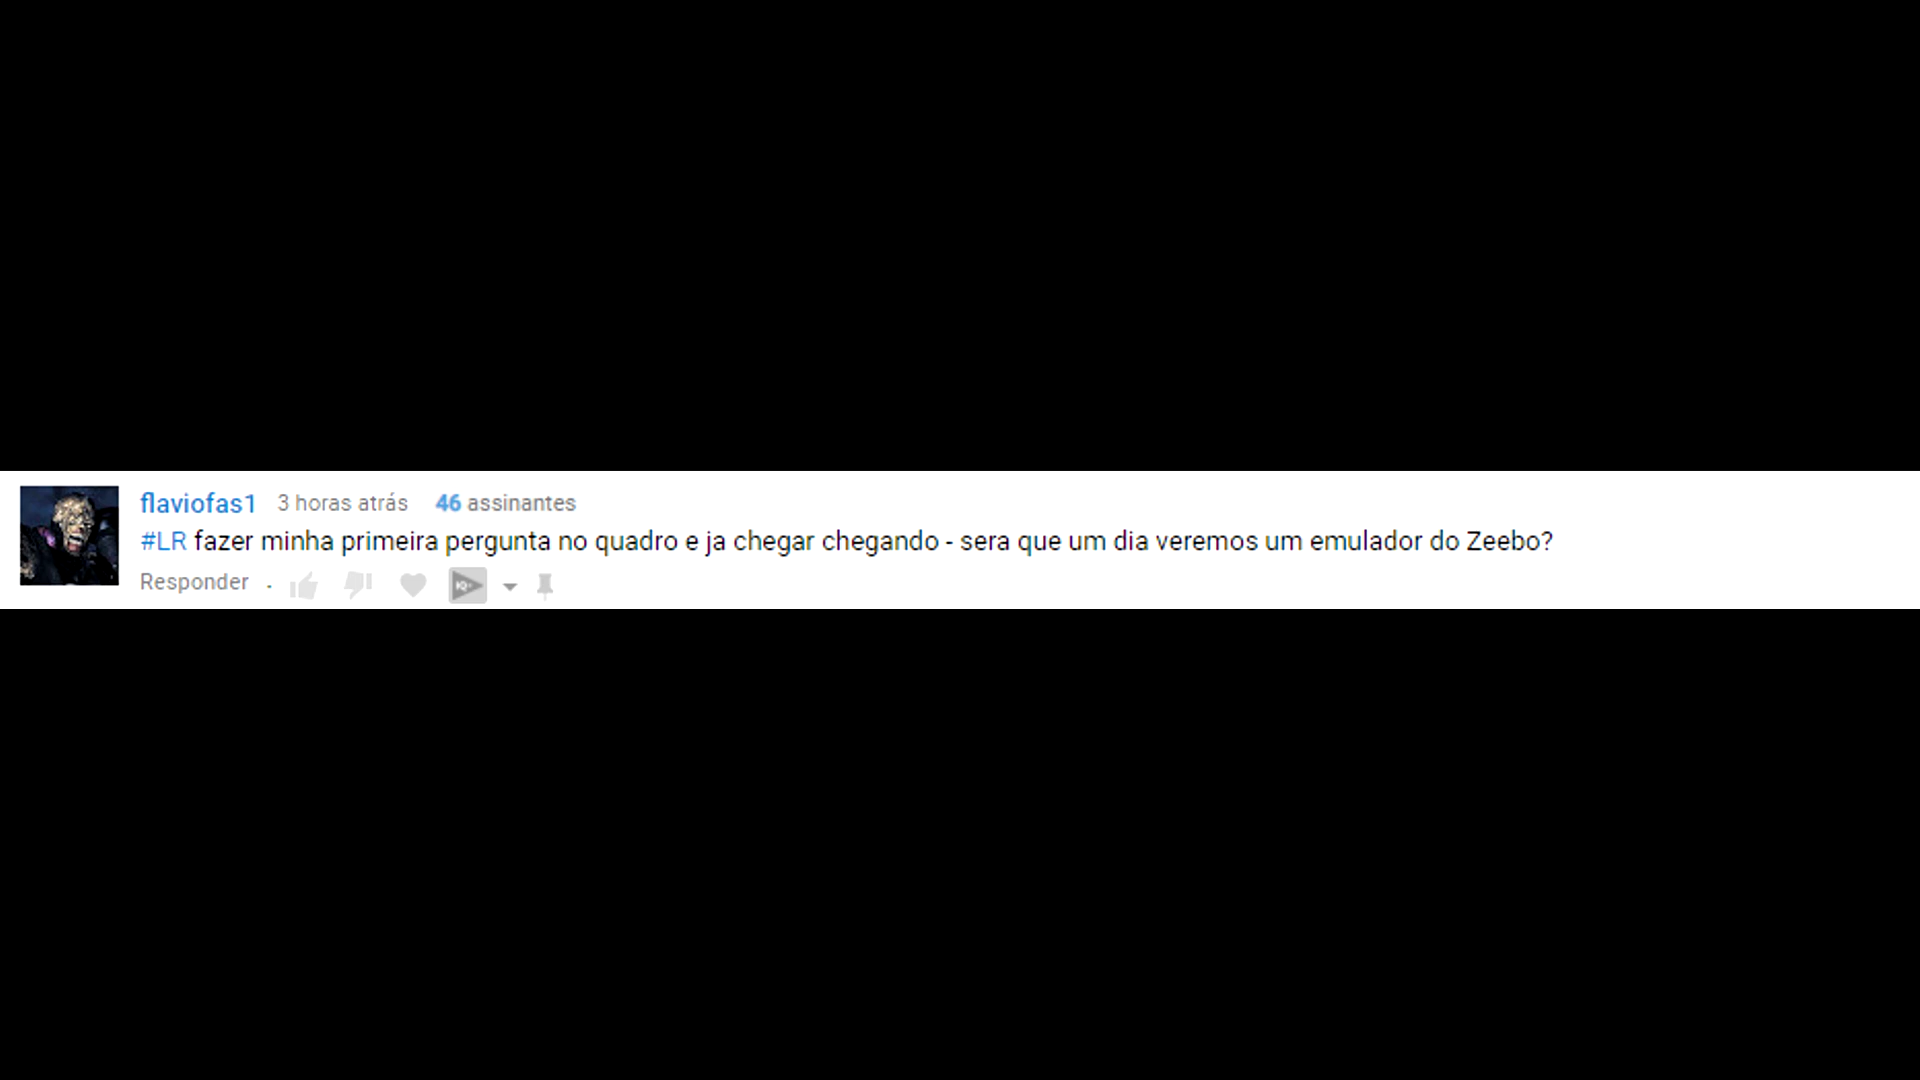 flaviofas1 3 horas atrás 46 assinantes
#LR fazer minha primeira pergunta no quadro e ja chegar chegando - sera que um dia veremos um emulador do Zeebo?
Responder .